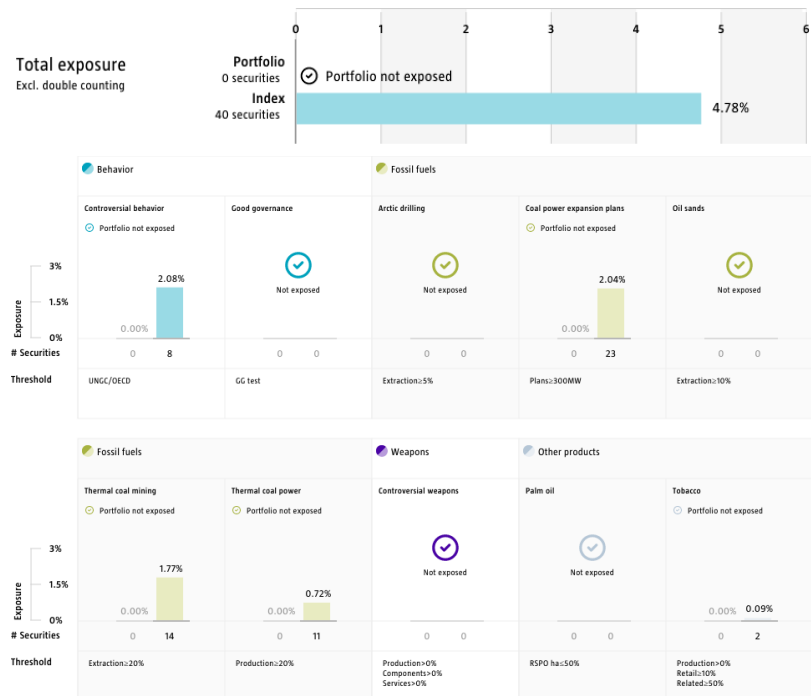 0 1 2 3 4 5 6
Total exposure
Excl. double counting
Portfolio
0 securities
Portfolio not exposed
Index
40 securities
4.78%
Behavior
Fossil fuels
Controversial behavior
Good governance
Arctic drilling
Coal power expansion plans
Oil sands
Portfolio not exposed
Portfolio not exposed
Not exposed
Not exposed
Not exposed
Exposure
3%
1.5%
0%
0.00%
2.08%
0.00%
2.04%
# Securities
0 8 0 0 0 0 0 23 0 0
Threshold
UNGC/OECD
GG test
Extraction≥5%
Plans≥300MW
Extraction≥10%
Fossil fuels
Weapons
Other products
Thermal coal mining
Thermal coal power
Controversial weapons
Palm oil
Tobacco
Portfolio not exposed
Portfolio not exposed
Portfolio not exposed
Not exposed
Not exposed
Exposure
3%
1.5%
0%
0.00%
1.77%
0.00%
0.72%
0.00%
0.09%
# Securities
0 14 0 11 0 0 0 0 0 2
Threshold
Extraction≥20%
Production≥20%
Production>0%
Components>0%
Services>0%
RSPO ha≤50%
Production>0%
Retail≥10%
Related≥50%